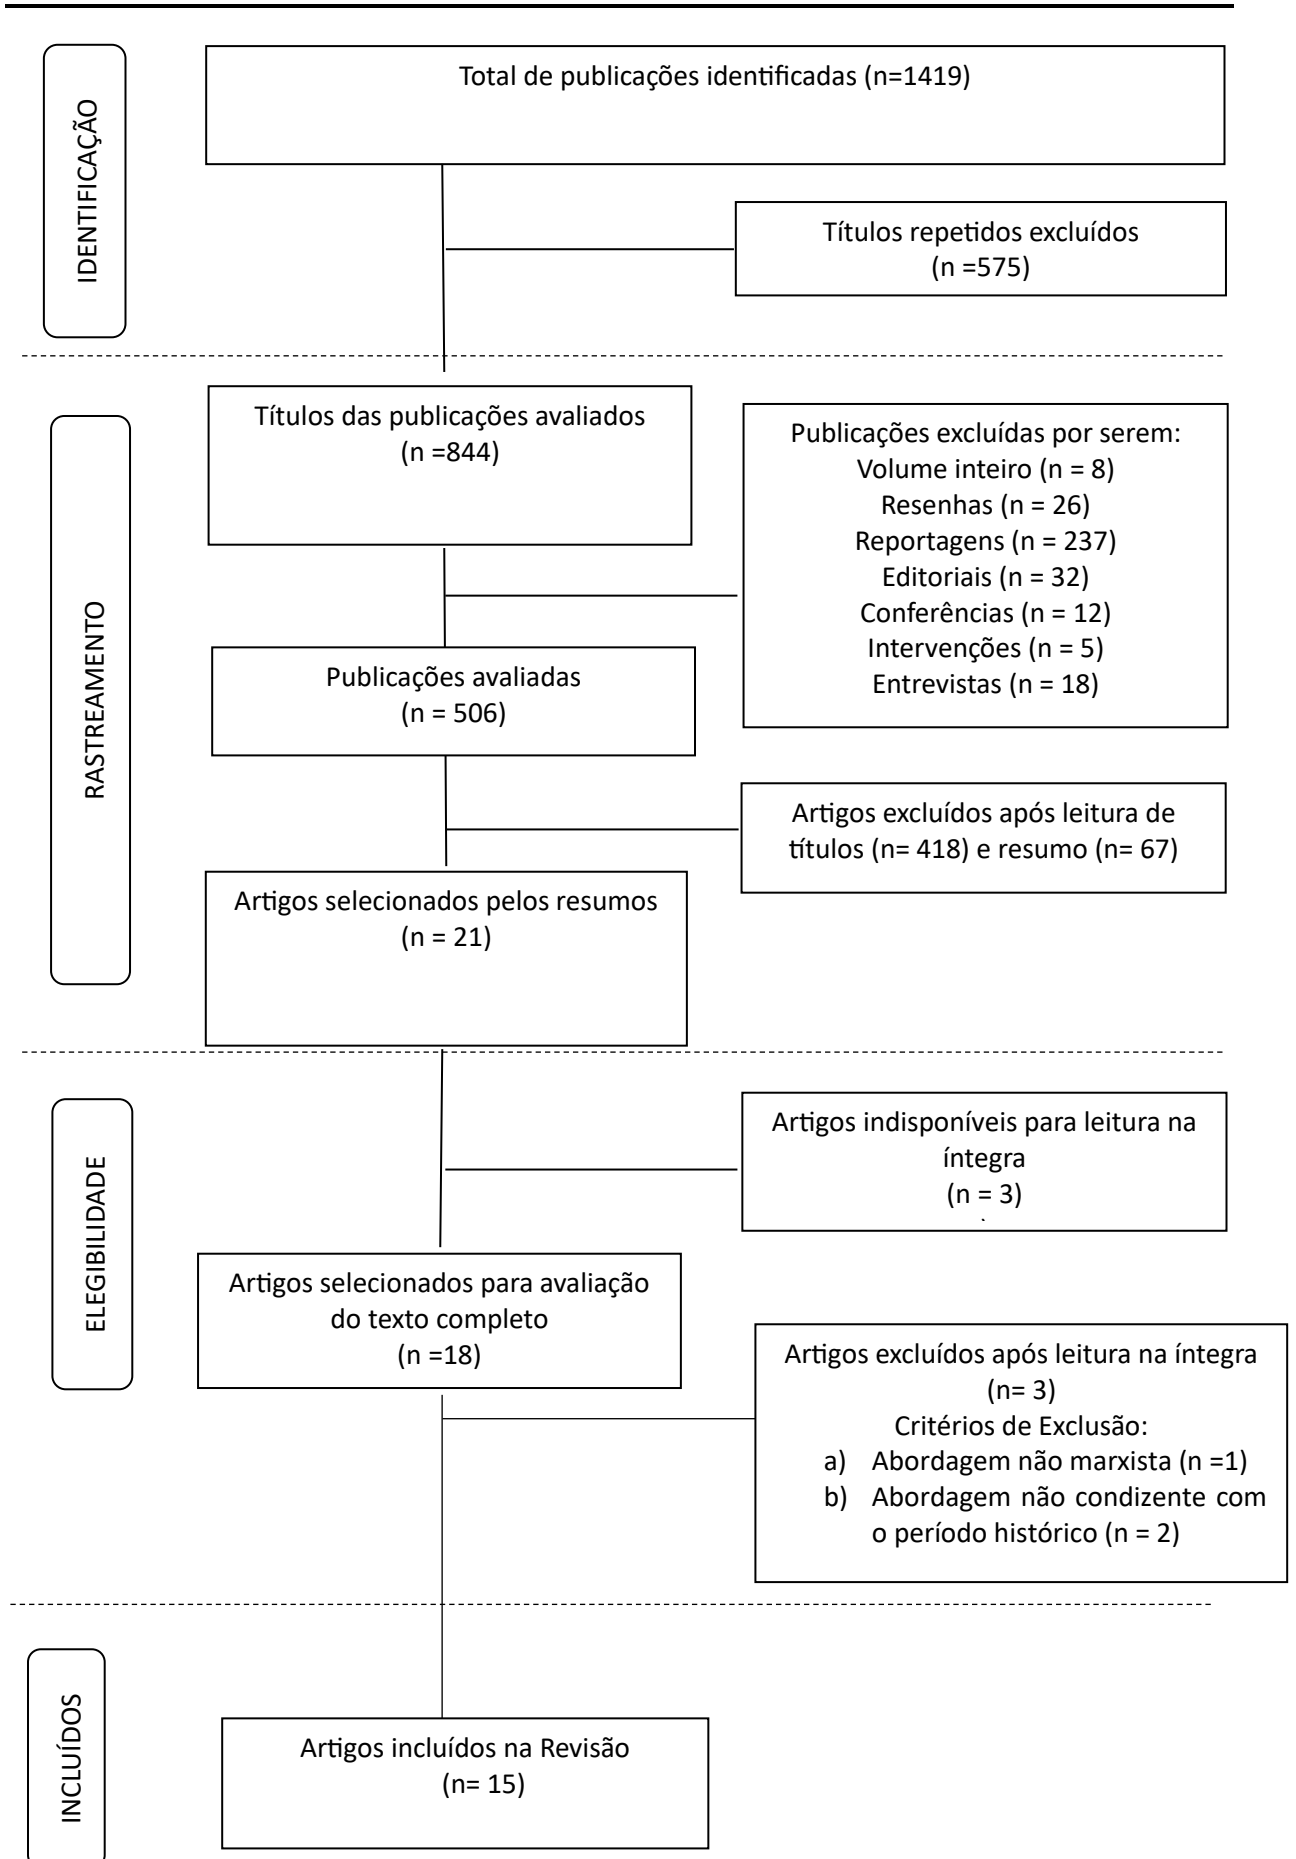 IDENTIFICAÇÃO
Total de publicações identificadas (n=1419)
Títulos repetidos excluídos
(n =575)
RASTREAMENTO
Títulos das publicações avaliados
(n =844)
Publicações excluídas por serem:
Volume inteiro (n = 8)
Resenhas (n = 26)
Reportagens (n = 237)
Editoriais (n = 32)
Conferências (n = 12)
Intervenções (n = 5)
Entrevistas (n = 18)
Publicações avaliadas
(n = 506)
Artigos excluídos após leitura de
títulos (n= 418) e resumo (n= 67)
Artigos selecionados pelos resumos
(n = 21)
ELEGIBILIDADE
Artigos indisponíveis para leitura na
íntegra
(n = 3)
Artigos selecionados para avaliação
do texto completo
(n =18)
Artigos excluídos após leitura na íntegra
(n= 3)
Critérios de Exclusão:
a) Abordagem não marxista (n =1)
b) Abordagem não condizente com
o período histórico (n = 2)
INCLUÍDOS
Artigos incluídos na Revisão
(n= 15)